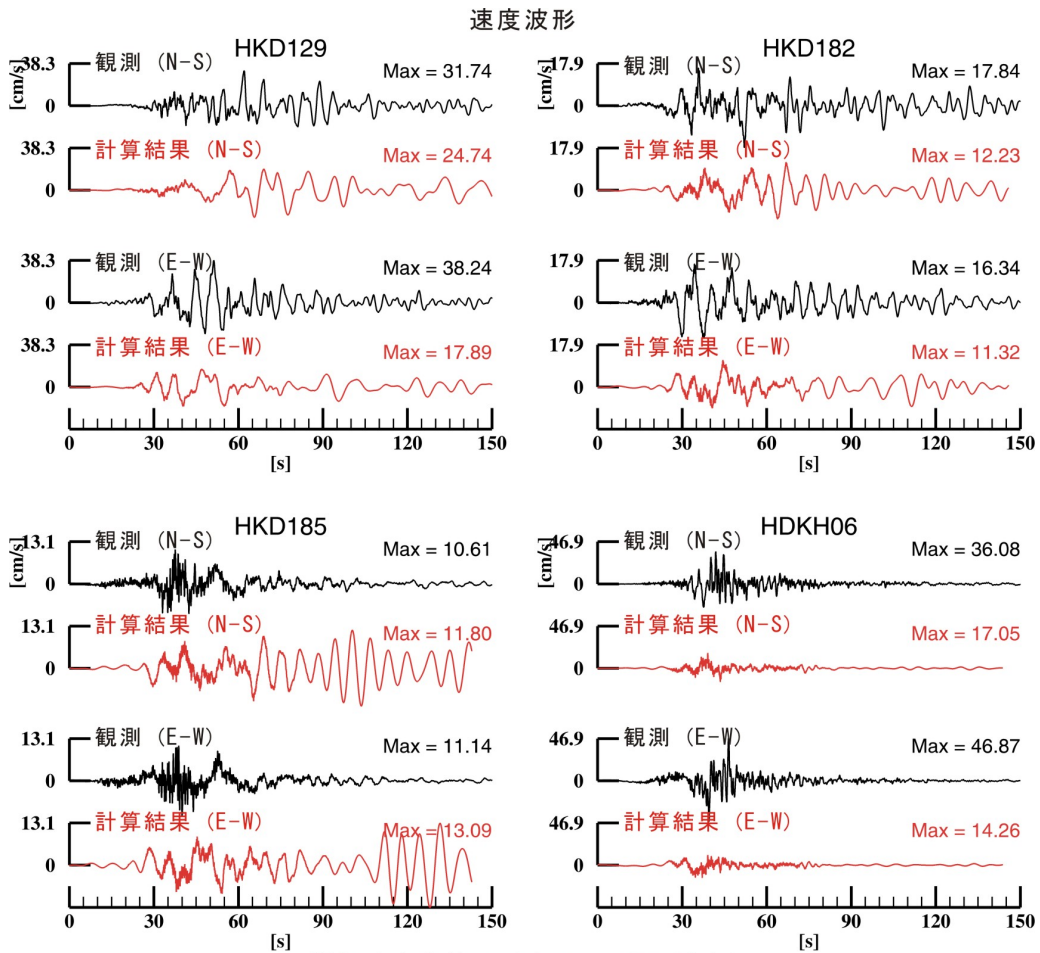 速度波形
HKD129
[cm/s]
38.3
観測 (N-S)
Max = 31.74
0
38.3
計算結果 (N-S)
Max = 24.74
0
38.3
観測 (E-W)
Max = 38.24
0
38.3
計算結果 (E-W)
Max = 17.89
0
0 30 60 90 120 150
[s]
HKD182
[cm/s]
17.9
観測 (N-S)
Max = 17.84
0
17.9
計算結果 (N-S)
Max = 12.23
0
17.9
観測 (E-W)
Max = 16.34
0
17.9
計算結果 (E-W)
Max = 11.32
0
0 30 60 90 120 150
[s]
HKD185
[cm/s]
13.1
観測 (N-S)
Max = 10.61
0
13.1
計算結果 (N-S)
Max = 11.80
0
13.1
観測 (E-W)
Max = 11.14
0
13.1
計算結果 (E-W)
Max = 13.09
0
0 30 60 90 120 150
[s]
HDKH06
[cm/s]
46.9
観測 (N-S)
Max = 36.08
0
46.9
計算結果 (N-S)
Max = 17.05
0
46.9
観測 (E-W)
Max = 46.87
0
46.9
計算結果 (E-W)
Max = 14.26
0
0 30 60 90 120 150
[s]